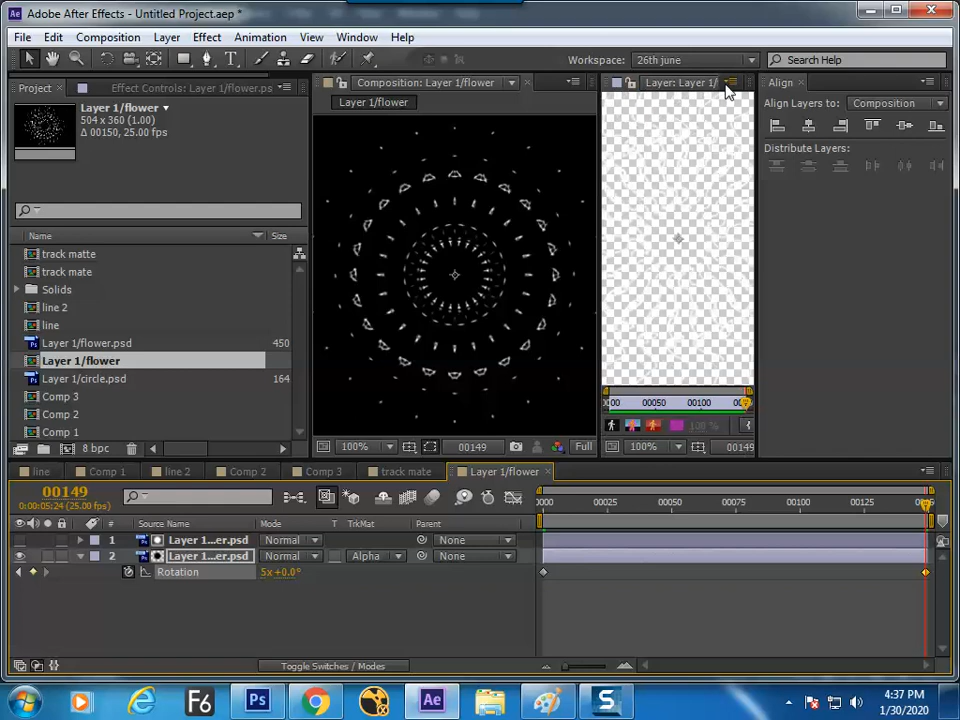 Adobe After Effects - Untitled Project.aep *
File Edit Composition Layer Effect Animation View Window Help
Workspace: 26th june Search Help
Project × Effect Controls: Layer 1/flower.ps
Composition: Layer 1/flower
Layer: Layer 1/
Align
Layer 1/flower
504 x 360 (1.00)
Δ 00150, 25.00 fps
Layer 1/flower
Align Layers to: Composition
Distribute Layers:
Name Size
track matte
track mate
Solids
line 2
line
Layer 1/flower.psd 450
Layer 1/flower
Layer 1/circle.psd 164
Comp 3
Comp 2
Comp 1
8 bpc
100% 00149 Full
00050 00100
100 %
100% 00149
line Comp 1 line 2 Comp 2 Comp 3 track mate Layer 1/flower
00149
0:00:05:24 (25.00 fps)
0000 00025 00050 00075 00100 00125
# Source Name Mode T TrkMat Parent
1 Layer 1...er.psd Normal None
2 Layer 1...er.psd Normal Alpha None
Rotation 5x+0.0°
Toggle Switches / Modes
F6 Ps Ae S
4:37 PM
1/30/2020